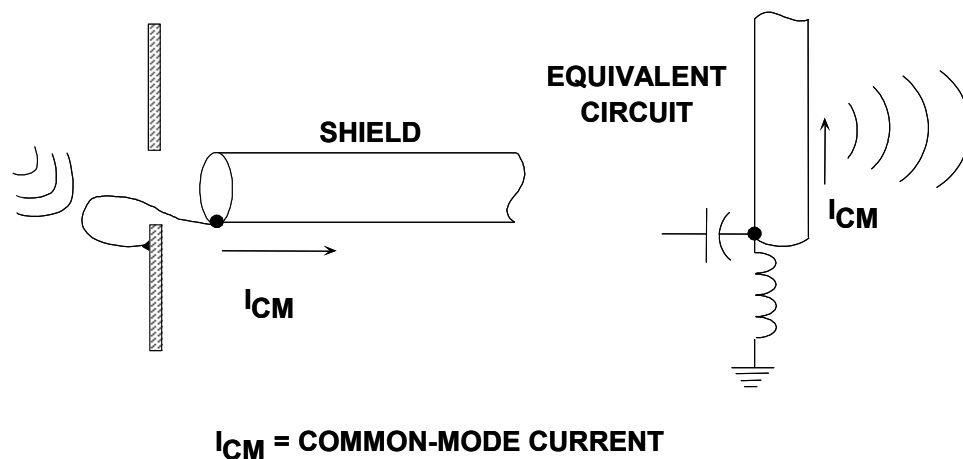 EQUIVALENT
CIRCUIT
SHIELD
ICM
ICM
ICM = COMMON-MODE CURRENT